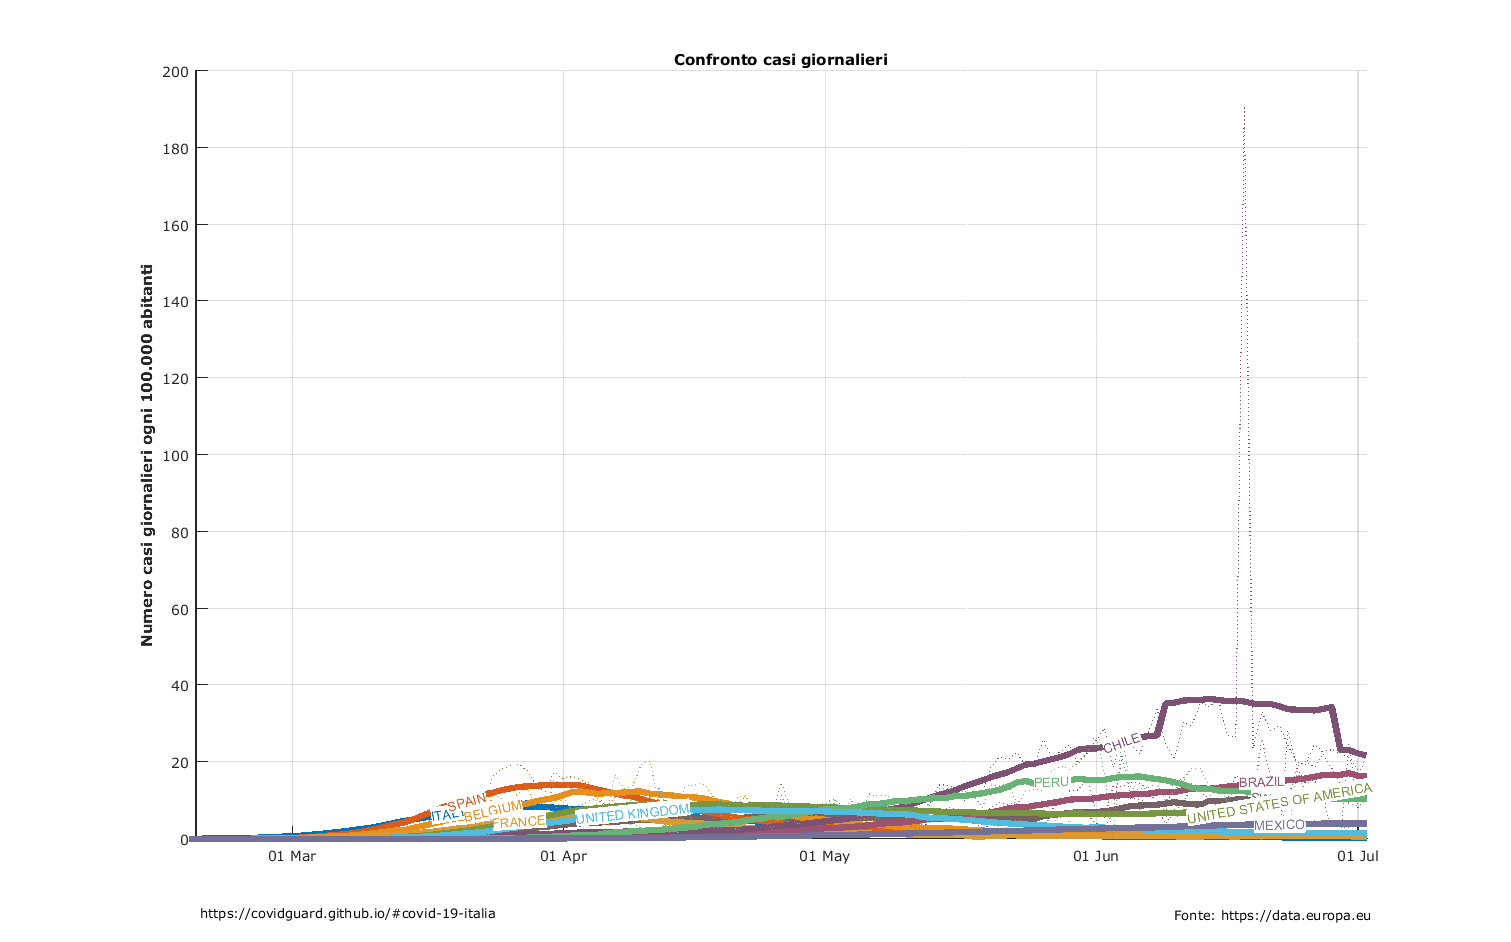 Confronto casi giornalieri
Numero casi giornalieri ogni 100.000 abitanti
200
180
160
140
120
100
80
60
40
20
0
01 Mar
01 Apr
01 May
01 Jun
01 Jul
SPAIN
BELGIUM
FRANCE
UNITED KINGDOM
PERU
CHILE
BRAZIL
UNITED STATES OF AMERICA
MEXICO
https://covidguard.github.io/#covid-19-italia
Fonte: https://data.europa.eu